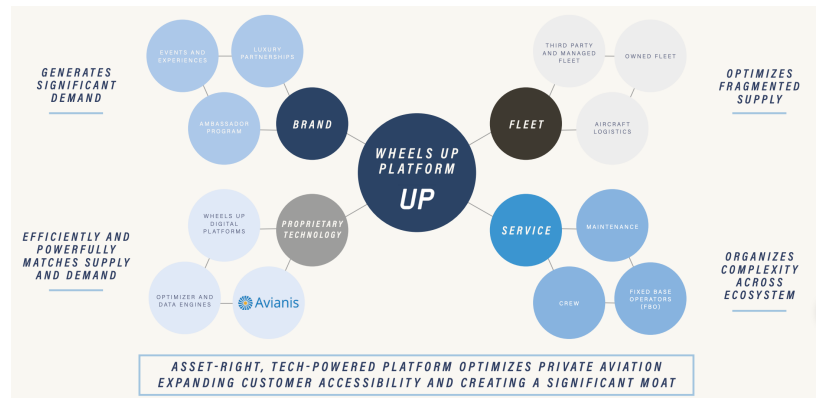 GENERATES
SIGNIFICANT
DEMAND
EVENTS AND
EXPERIENCES
LUXURY
PARTNERSHIPS
AMBASSADOR
PROGRAM
BRAND
WHEELS UP
PLATFORM
UP
FLEET
THIRD PARTY
AND MANAGED
FLEET
OWNED FLEET
AIRCRAFT
LOGISTICS
OPTIMIZES
FRAGMENTED
SUPPLY
EFFICIENTLY AND
POWERFULLY
MATCHES SUPPLY
AND DEMAND
WHEELS UP
DIGITAL
PLATFORMS
PROPRIETARY
TECHNOLOGY
OPTIMIZER AND
DATA ENGINES
Avianis
SERVICE
MAINTENANCE
CREW
FIXED BASE
OPERATORS
(FBO)
ORGANIZES
COMPLEXITY
ACROSS
ECOSYSTEM
ASSET-RIGHT, TECH-POWERED PLATFORM OPTIMIZES PRIVATE AVIATION
EXPANDING CUSTOMER ACCESSIBILITY AND CREATING A SIGNIFICANT MOAT